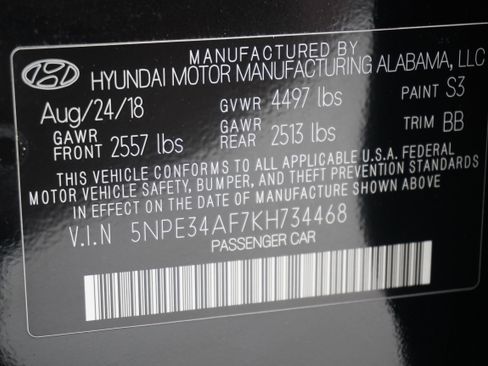 MANUFACTURED BY
HYUNDAI MOTOR MANUFACTURING ALABAMA, LLC
Aug/24/18 GVWR 4497 lbs PAINT S3
GAWR FRONT 2557 lbs GAWR REAR 2513 lbs TRIM BB
THIS VEHICLE CONFORMS TO ALL APPLICABLE U.S.A. FEDERAL
MOTOR VEHICLE SAFETY, BUMPER, AND THEFT PREVENTION STANDARDS
IN EFFECT ON THE DATE OF MANUFACTURE SHOWN ABOVE.
V.I.N 5NPE34AF7KH734468
PASSENGER CAR